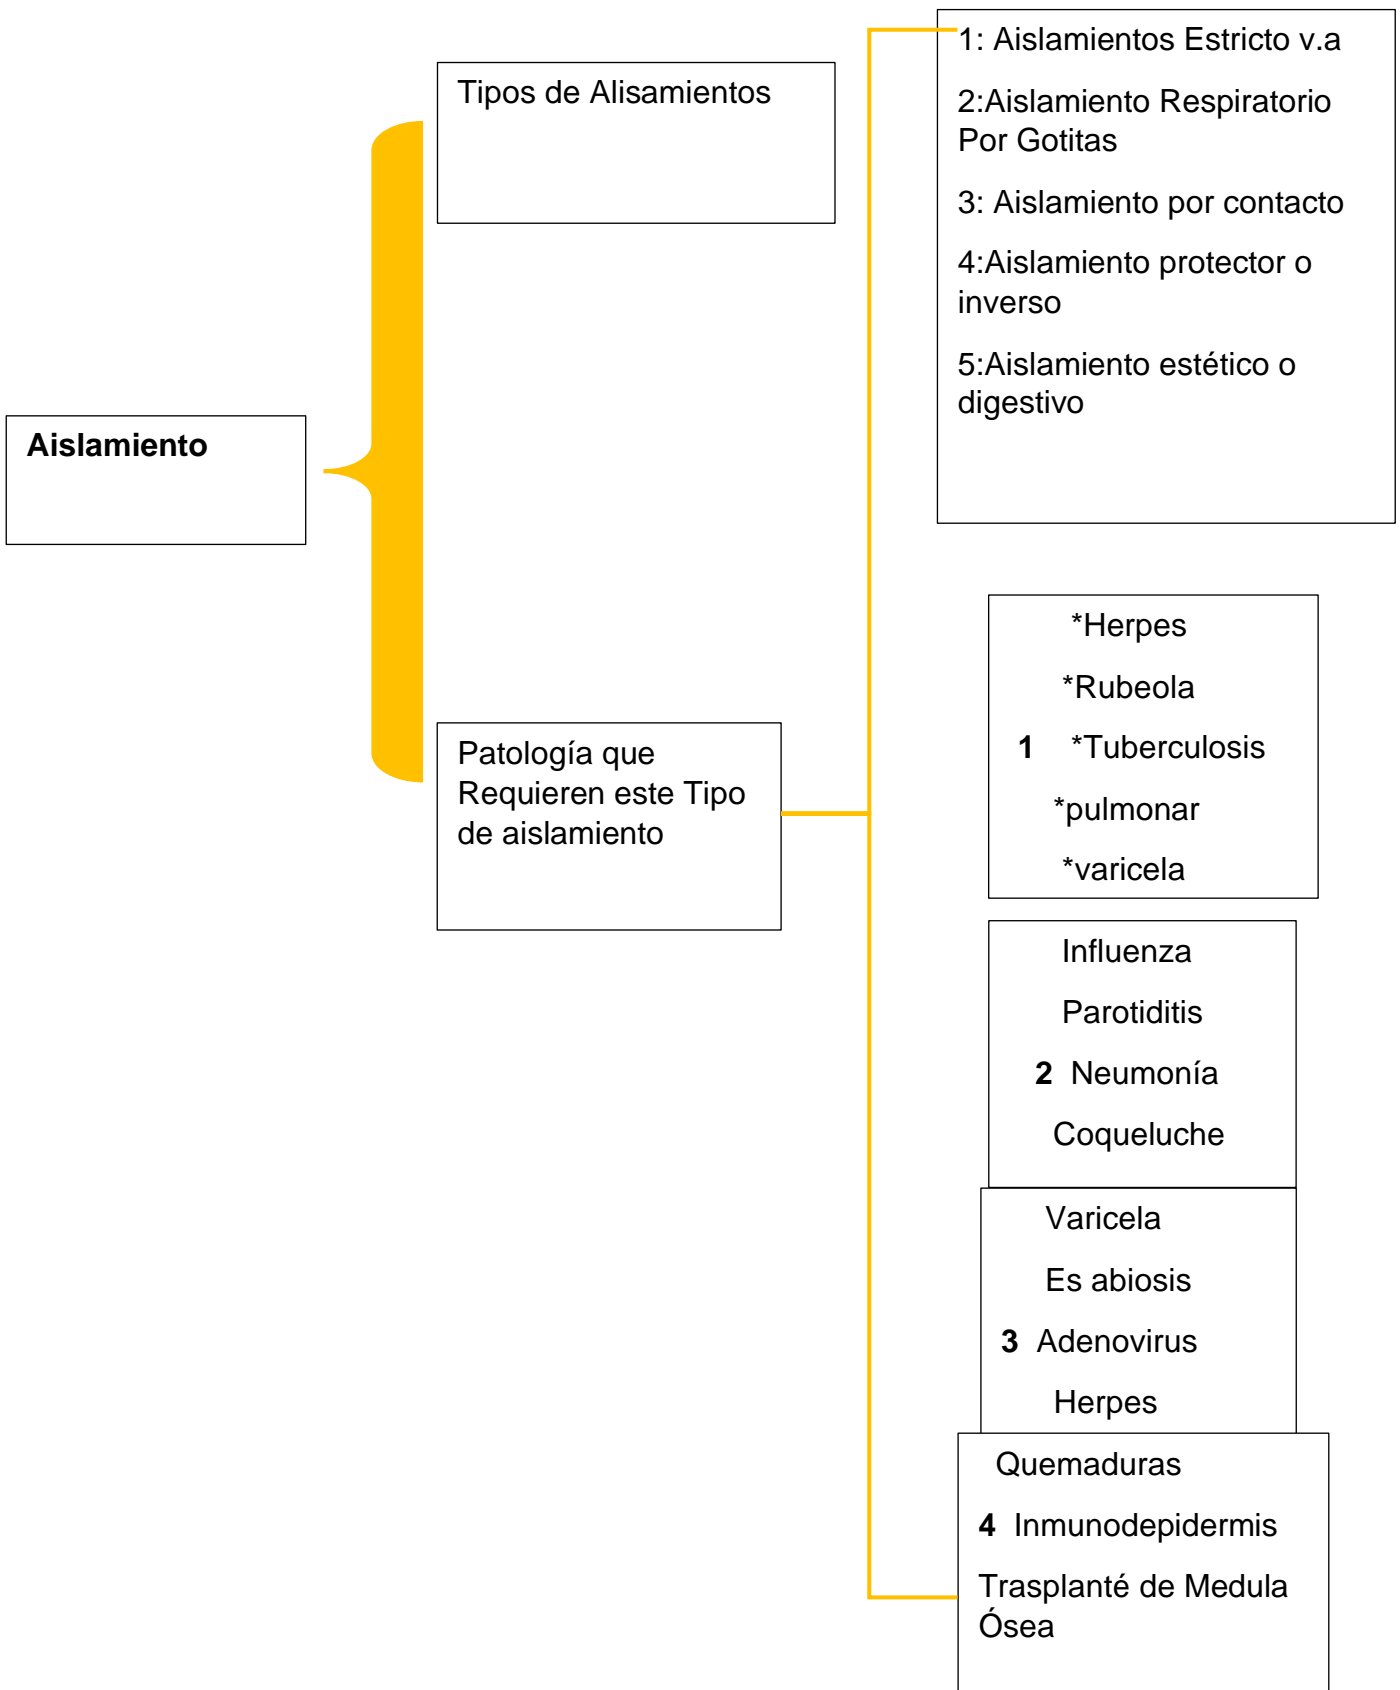 Aislamiento
Tipos de Alisamientos
Patología que
Requieren este Tipo
de aislamiento
1: Aislamientos Estricto v.a
2:Aislamiento Respiratorio
Por Gotitas
3: Aislamiento por contacto
4:Aislamiento protector o
inverso
5:Aislamiento estético o
digestivo
*Herpes
*Rubeola
1 *Tuberculosis
*pulmonar
*varicela
Influenza
Parotiditis
2 Neumonía
Coqueluche
Varicela
Es abiosis
3 Adenovirus
Herpes
Quemaduras
4 Inmunodepidermis
Trasplanté de Medula
Ósea